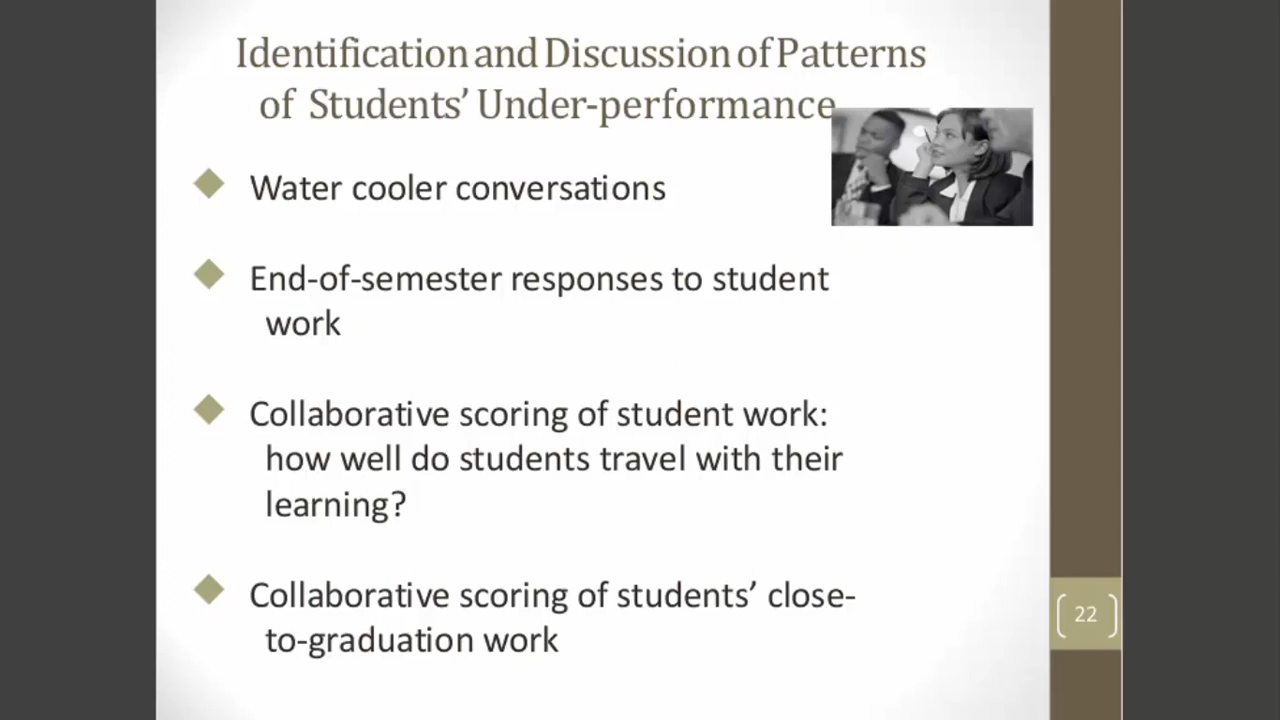 Identification and Discussion of Patterns
of Students’ Under-performance
Water cooler conversations
End-of-semester responses to student
work
Collaborative scoring of student work:
how well do students travel with their
learning?
Collaborative scoring of students’ close-
to-graduation work
22